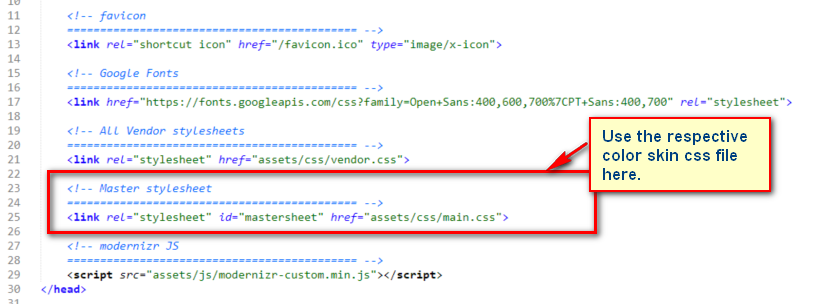 10
11 <!-- favicon
12 ========================================== -->
13 <link rel="shortcut icon" href="/favicon.ico" type="image/x-icon">
14
15 <!-- Google Fonts
16 ========================================== -->
17 <link href="https://fonts.googleapis.com/css?family=Open+Sans:400,600,700%7CPT+Sans:400,700" rel="stylesheet">
18
19 <!-- All Vendor stylesheets
20 ========================================== -->
21 <link rel="stylesheet" href="assets/css/vendor.css">
Use the respective
color skin css file
here.
22
23 <!-- Master stylesheet
24 ========================================== -->
25 <link rel="stylesheet" id="mastersheet" href="assets/css/main.css">
26
27 <!-- modernizr JS
28 ========================================== -->
29 <script src="assets/js/modernizr-custom.min.js"></script>
30 </head>
31